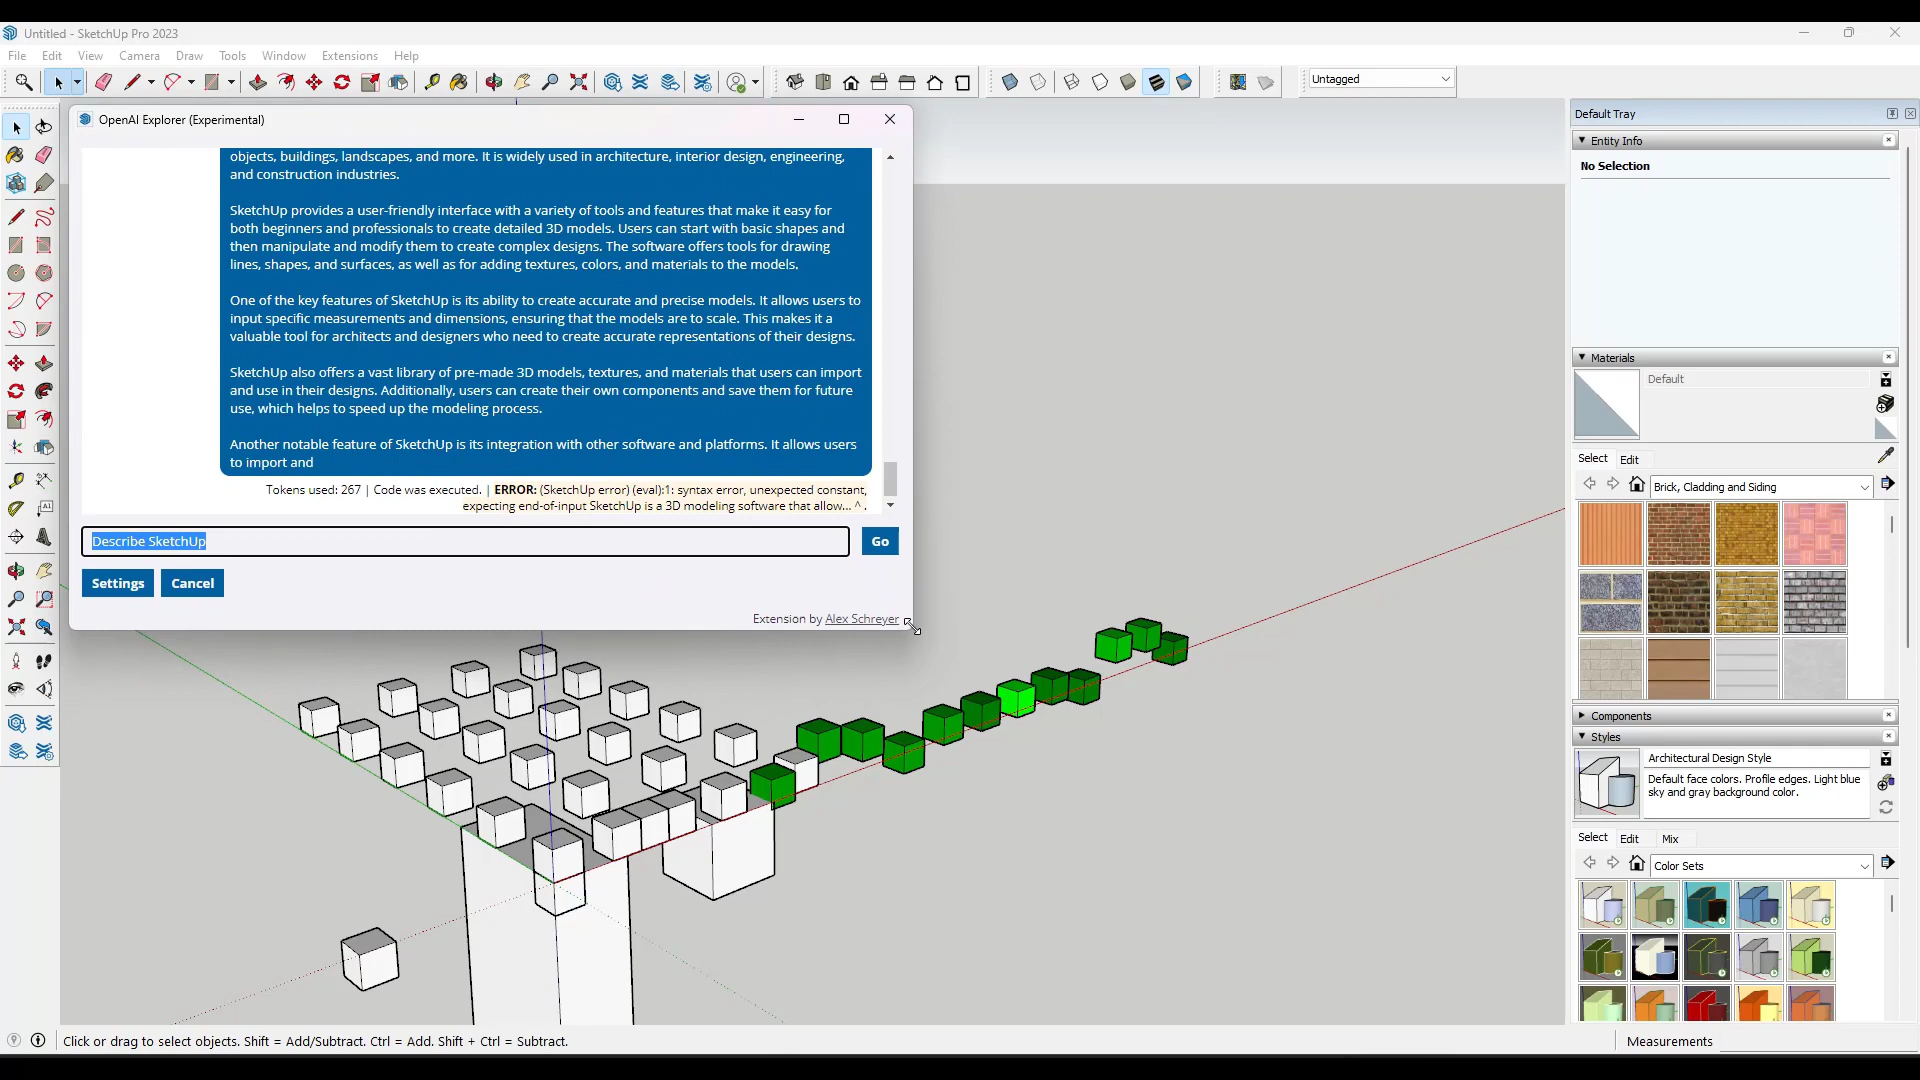 Untitled - SketchUp Pro 2023
File Edit View Camera Draw Tools Window Extensions Help
Untagged
OpenAI Explorer (Experimental)
objects, buildings, landscapes, and more. It is widely used in architecture, interior design, engineering,
and construction industries.
SketchUp provides a user-friendly interface with a variety of tools and features that make it easy for
both beginners and professionals to create detailed 3D models. Users can start with basic shapes and
then manipulate and modify them to create complex designs. The software offers tools for drawing
lines, shapes, and surfaces, as well as for adding textures, colors, and materials to the models.
One of the key features of SketchUp is its ability to create accurate and precise models. It allows users to
input specific measurements and dimensions, ensuring that the models are to scale. This makes it a
valuable tool for architects and designers who need to create accurate representations of their designs.
SketchUp also offers a vast library of pre-made 3D models, textures, and materials that users can import
and use in their designs. Additionally, users can create their own components and save them for future
use, which helps to speed up the modeling process.
Another notable feature of SketchUp is its integration with other software and platforms. It allows users
to import and
Tokens used: 267 | Code was executed. | ERROR: (SketchUp error) (eval):1: syntax error, unexpected constant,
expecting end-of-input SketchUp is a 3D modeling software that allow... ^ .
Describe SketchUp
Go
Settings Cancel
Extension by Alex Schreyer
Default Tray
Entity Info
No Selection
Materials
Default
Select Edit
Brick, Cladding and Siding
Components
Styles
Architectural Design Style
Default face colors. Profile edges. Light blue
sky and gray background color.
Select Edit Mix
Color Sets
Click or drag to select objects. Shift = Add/Subtract. Ctrl = Add. Shift + Ctrl = Subtract.
Measurements